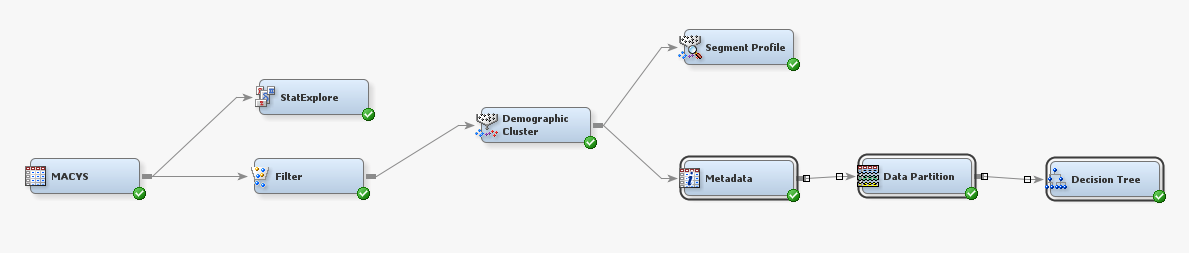 Segment Profile
StatExplore
Demographic
Cluster
MACYS
Filter
Metadata
Data Partition
Decision Tree